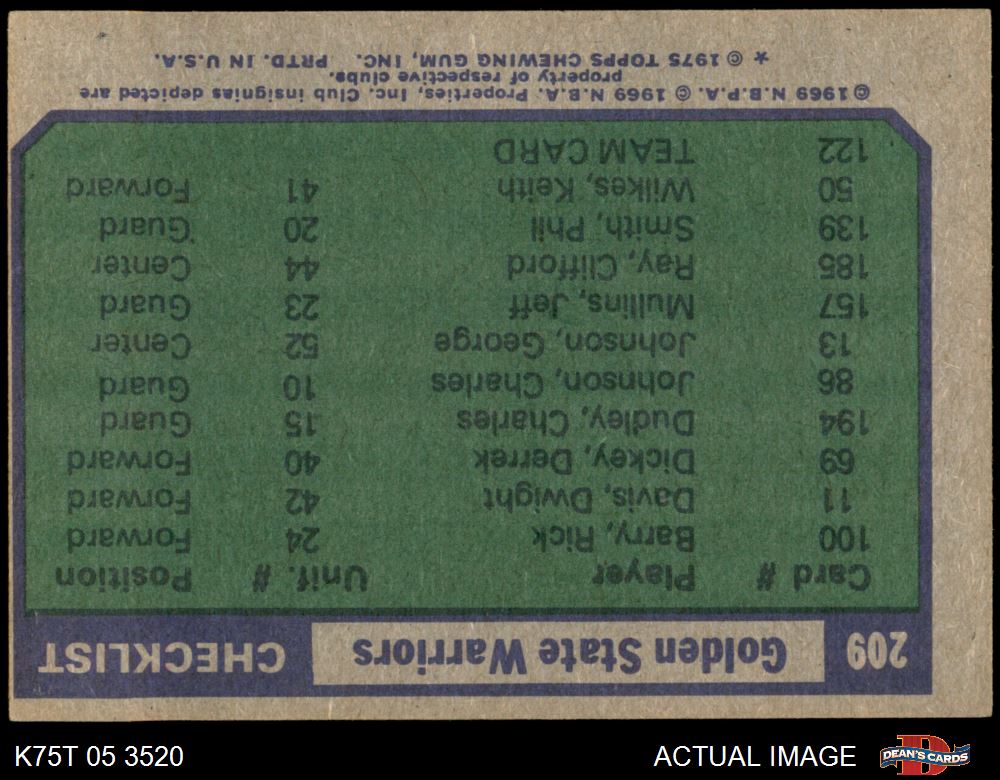 209 Golden State Warriors CHECKLIST
Card # Player Unif. # Position
100 Barry, Rick 24 Forward
11 Davis, Dwight 42 Forward
69 Dickey, Derrek 40 Forward
194 Dudley, Charles 15 Guard
86 Johnson, Charles 10 Guard
13 Johnson, George 52 Center
157 Mullins, Jeff 23 Guard
185 Ray, Clifford 44 Center
139 Smith, Phil 20 Guard
50 Wilkes, Keith 41 Forward
122 TEAM CARD
© 1969 N.B.P.A. © 1969 N.B.A. Properties, Inc. Club insignias depicted are
property of respective clubs.
★ © 1975 TOPPS CHEWING GUM, INC. PRTD. IN U.S.A.
K75T 05 3520 ACTUAL IMAGE DEAN'S CARDS